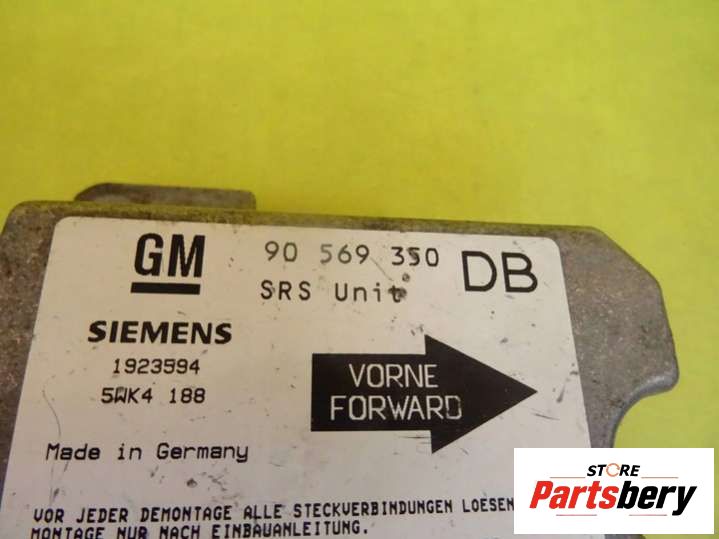 GM
90 569 350
DB
SRS Unit
SIEMENS
1923594
5WK4 188
VORNE
FORWARD
Made in Germany
VOR JEDER DEMONTAGE ALLE STECKVERBINDUNGEN LOESEN
MONTAGE NUR NACH EINBAUANLEITUNG.
STORE
Partsbery